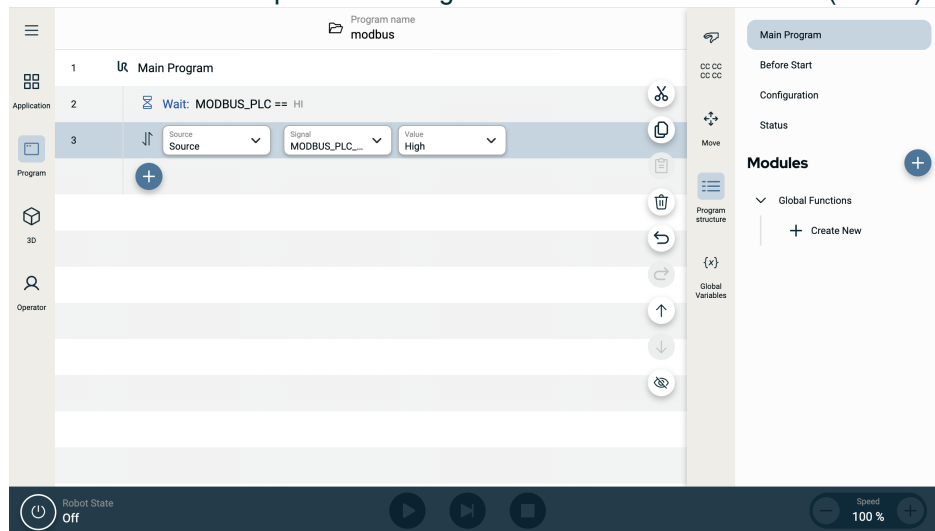 Program name
modbus
1 Main Program
2 Wait: MODBUS_PLC == HI
3 Source
Source
Signal
MODBUS_PLC_...
Value
High
Application
Program
3D
Operator
CC CC
CC CC
Move
Program
structure
{x}
Global
Variables
Main Program
Before Start
Configuration
Status
Modules
Global Functions
Create New
Robot State
Off
Speed
100 %